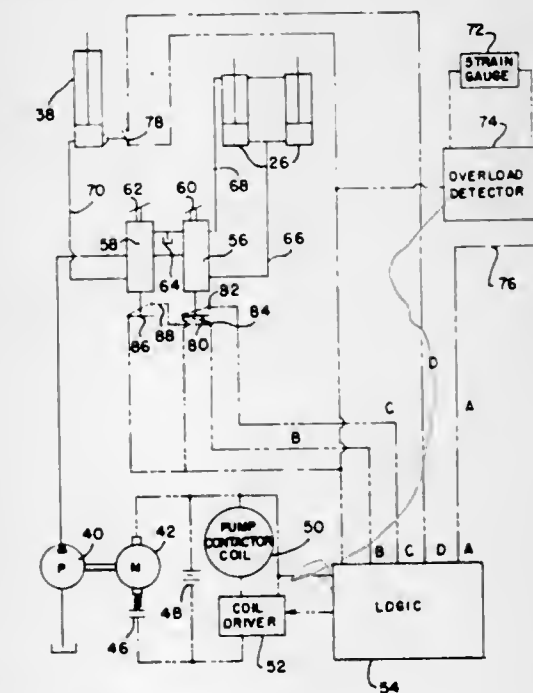 72
STRAIN
GAUGE
38
78
74
26
OVERLOAD
DETECTOR
70
62
60
68
58
56
64
66
76
82
86
88
80
84
D
C
A
B
40
42
PUMP
CONTACTOR
COIL
50
B
C
D
A
P
M
LOGIC
46
48
COIL
DRIVER
52
54